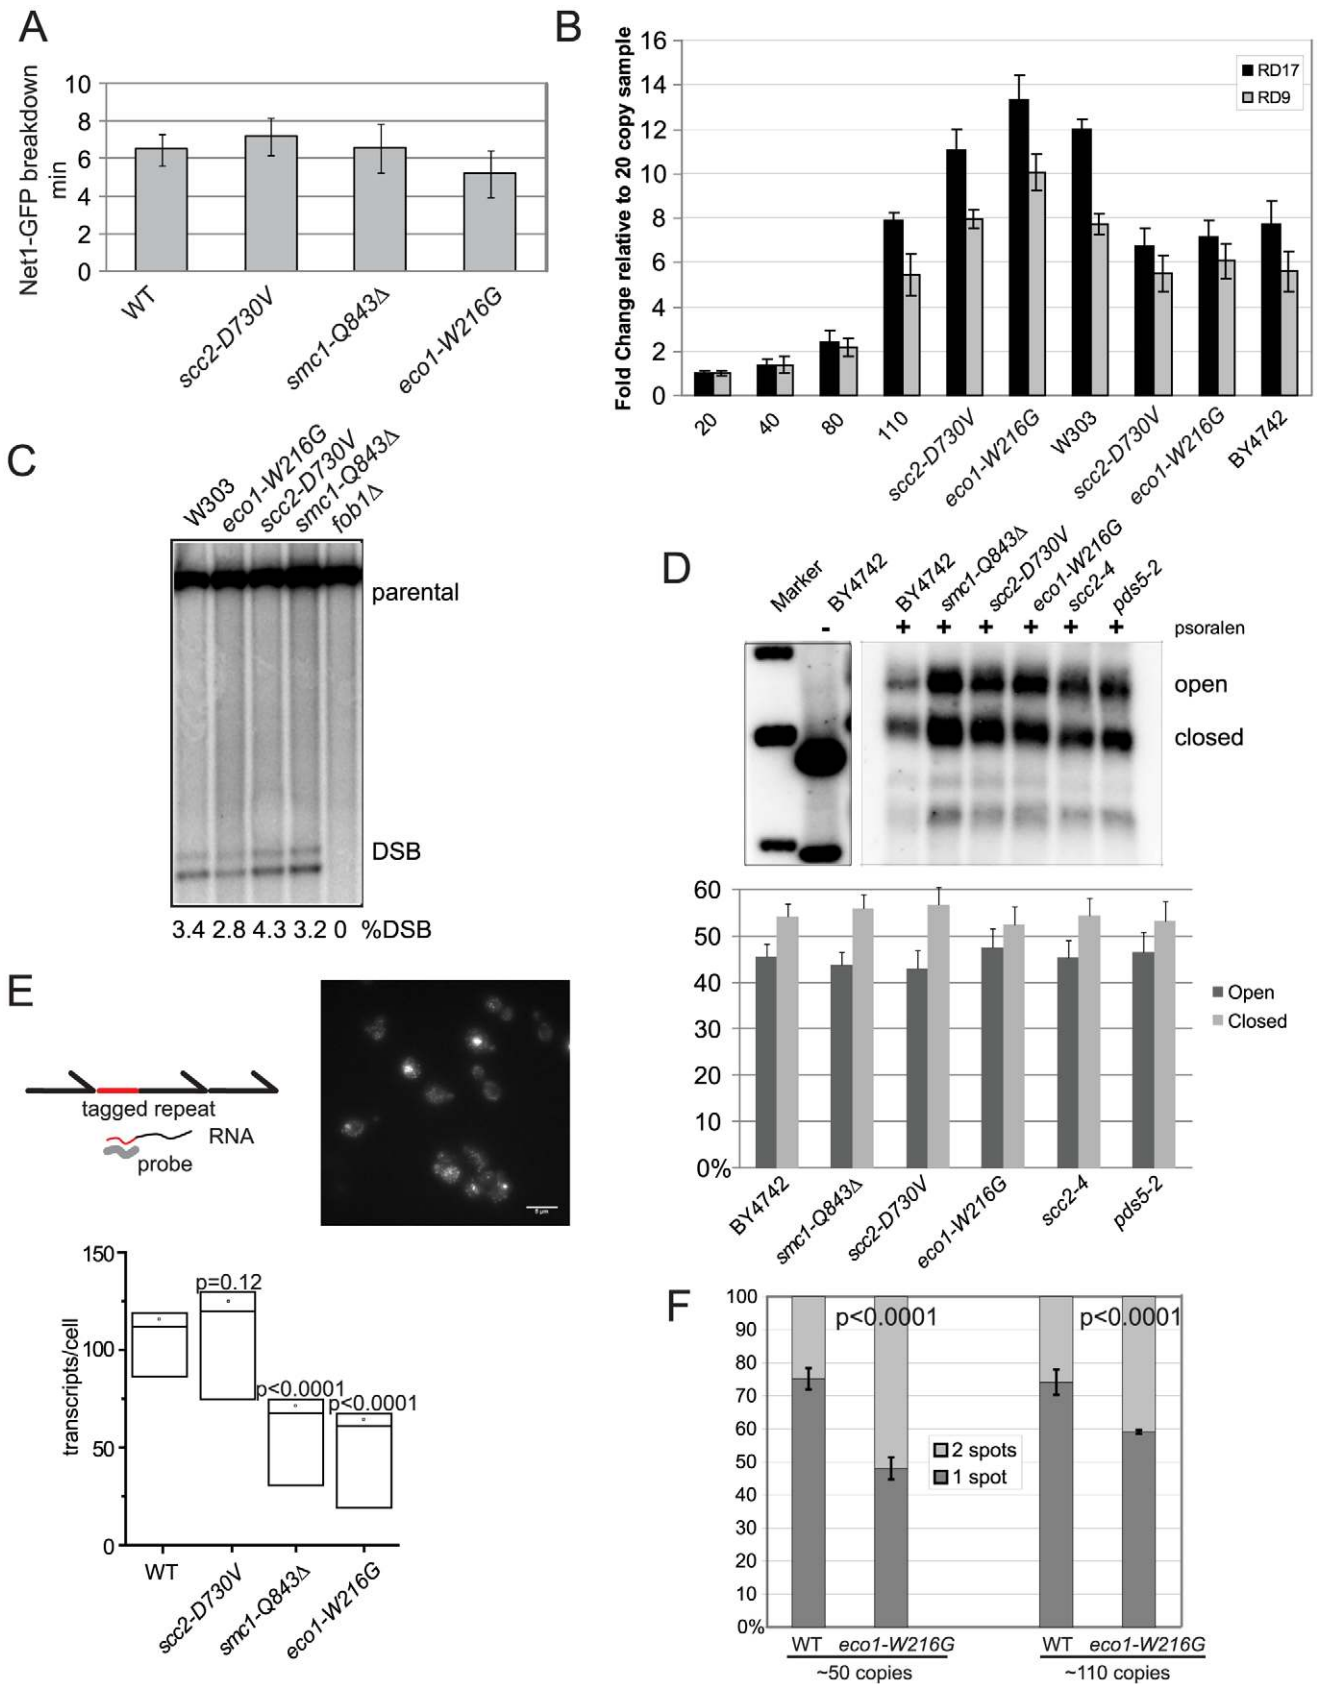 A
Net1-GFP breakdown
min
10
8
6
4
2
0
WT
scc2-D730V
smc1-Q843Δ
eco1-W216G
B
Fold Change relative to 20 copy sample
16
14
12
10
8
6
4
2
0
RD17
RD9
20
40
80
110
scc2-D730V
eco1-W216G
W303
scc2-D730V
eco1-W216G
BY4742
C
W303
eco1-W216G
scc2-D730V
smc1-Q843Δ
fob1Δ
parental
DSB
3.4 2.8 4.3 3.2 0 %DSB
D
Marker
BY4742
BY4742
smc1-Q843Δ
scc2-D730V
eco1-W216G
scc2-4
pds5-2
- + + + + + + psoralen
open
closed
60
50
40
30
20
10
0%
Open
Closed
BY4742
smc1-Q843Δ
scc2-D730V
eco1-W216G
scc2-4
pds5-2
E
tagged repeat
RNA
probe
5 µm
transcripts/cell
150
100
50
0
p=0.12
p<0.0001
p<0.0001
WT
scc2-D730V
smc1-Q843Δ
eco1-W216G
F
100
90
80
70
60
50
40
30
20
10
0%
p<0.0001
p<0.0001
2 spots
1 spot
WT eco1-W216G
~50 copies
WT eco1-W216G
~110 copies